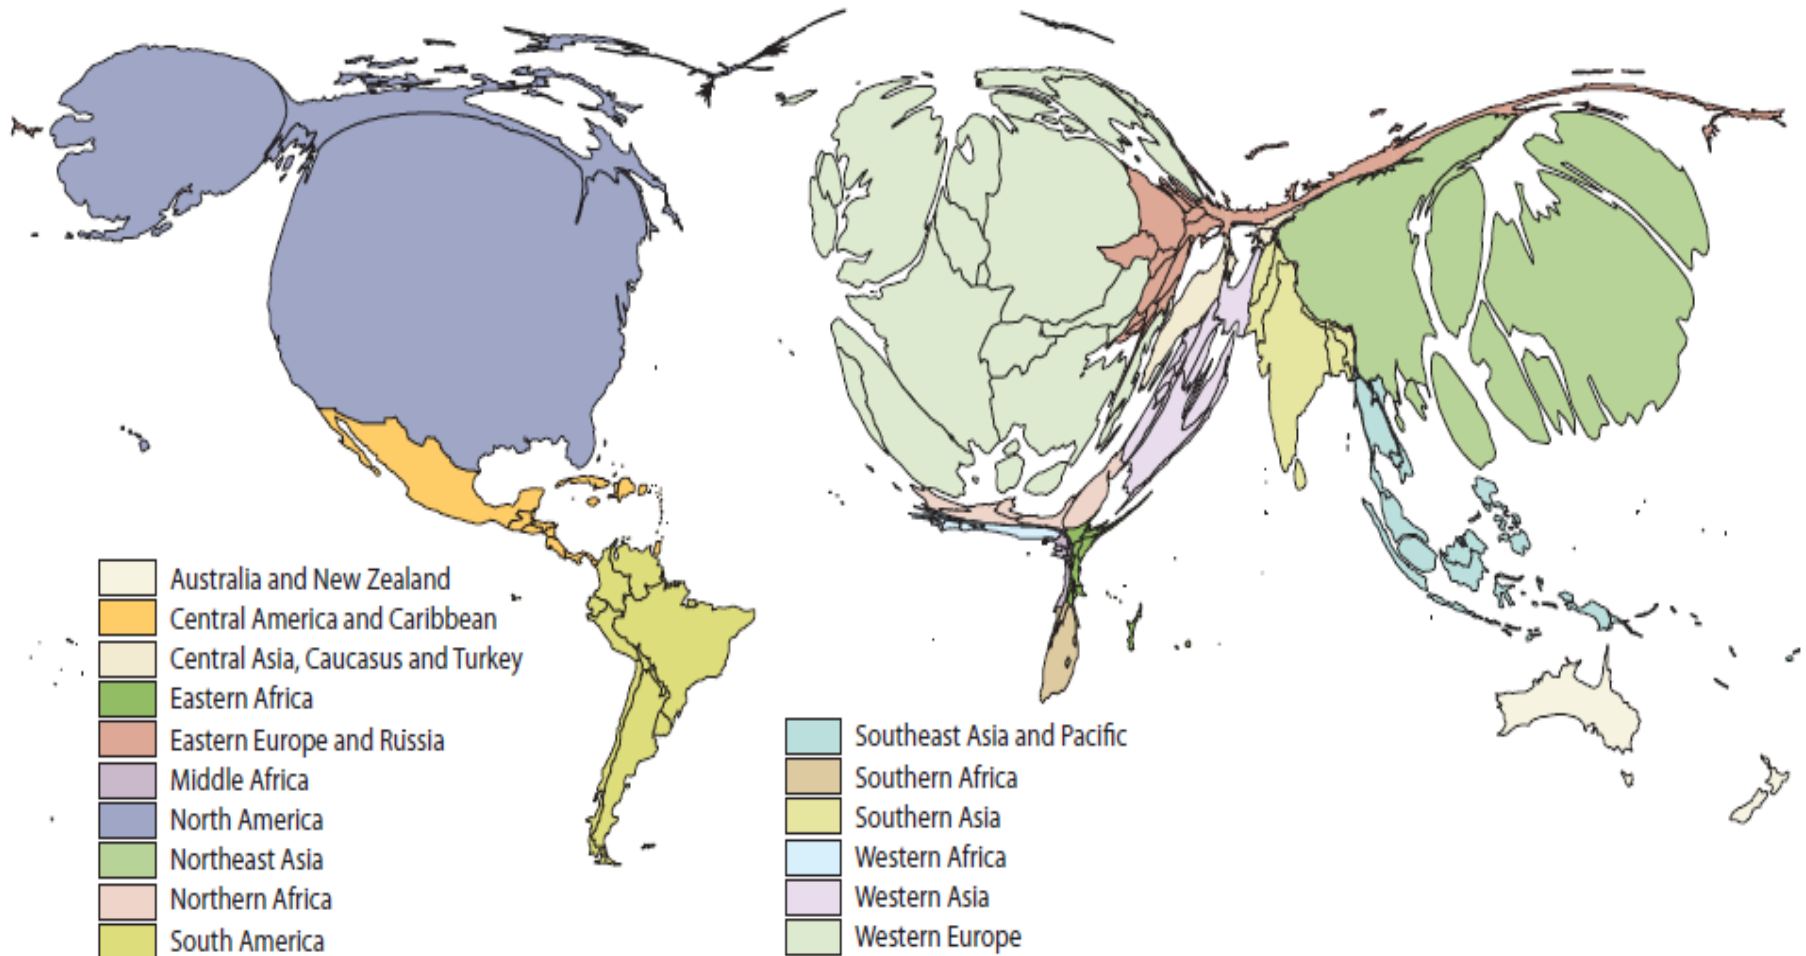 Australia and New Zealand
Central America and Caribbean
Central Asia, Caucasus and Turkey
Eastern Africa
Eastern Europe and Russia
Middle Africa
North America
Northeast Asia
Northern Africa
South America
Southeast Asia and Pacific
Southern Africa
Southern Asia
Western Africa
Western Asia
Western Europe